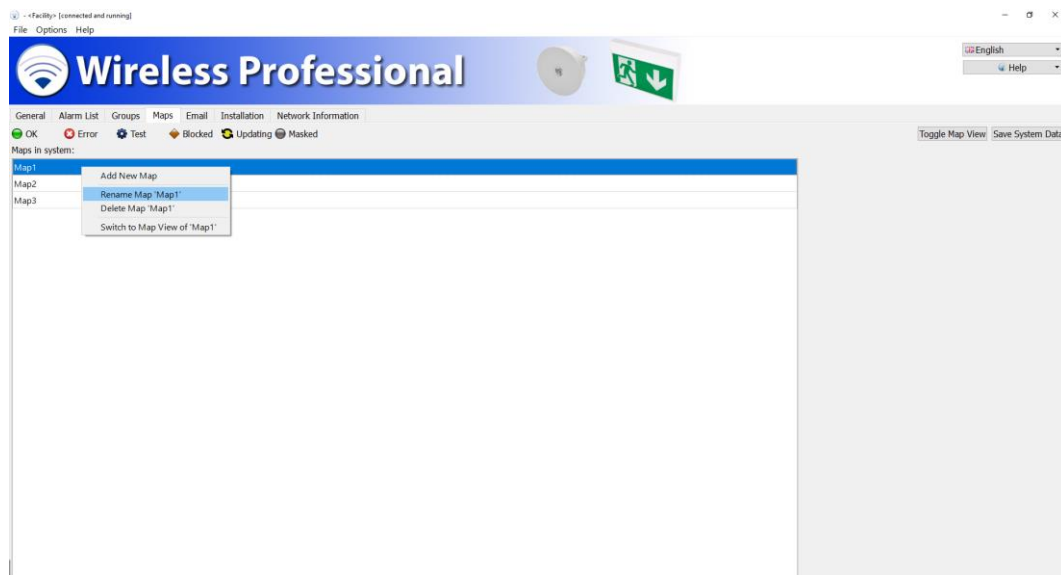 - <Facility> [connected and running]
File Options Help
Wireless Professional
English
Help
General Alarm List Groups Maps Email Installation Network Information
OK Error Test Blocked Updating Masked
Toggle Map View Save System Data
Maps in system:
Map1
Map2
Map3
Add New Map
Rename Map 'Map1'
Delete Map 'Map1'
Switch to Map View of 'Map1'